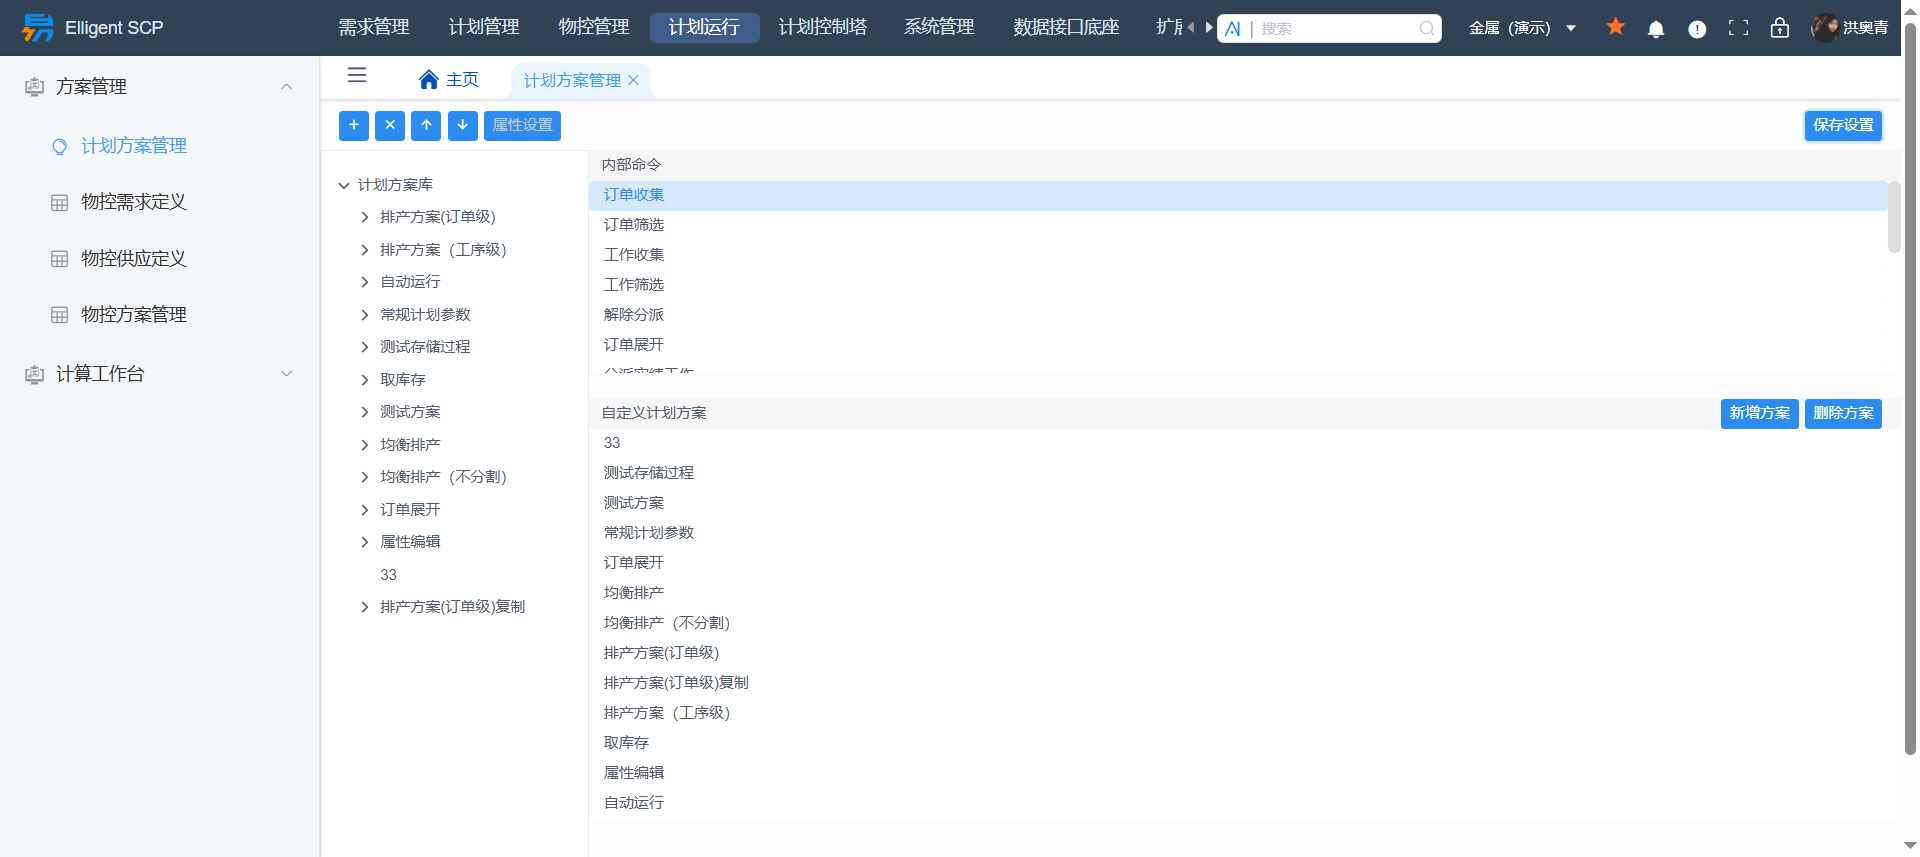 Elligent SCP
需求管理
计划管理
物控管理
计划运行
计划控制塔
系统管理
数据接口底座
扩展
AI | 搜索
金属（演示）
洪奥青
方案管理
计划方案管理
物控需求定义
物控供应定义
物控方案管理
计算工作台
主页
计划方案管理
属性设置
保存设置
计划方案库
排产方案(订单级)
排产方案（工序级）
自动运行
常规计划参数
测试存储过程
取库存
测试方案
均衡排产
均衡排产（不分割）
订单展开
属性编辑
33
排产方案(订单级)复制
内部命令
订单收集
订单筛选
工作收集
工作筛选
解除分派
订单展开
分派实绩工作
自定义计划方案
新增方案
删除方案
33
测试存储过程
测试方案
常规计划参数
订单展开
均衡排产
均衡排产（不分割）
排产方案(订单级)
排产方案(订单级)复制
排产方案（工序级）
取库存
属性编辑
自动运行